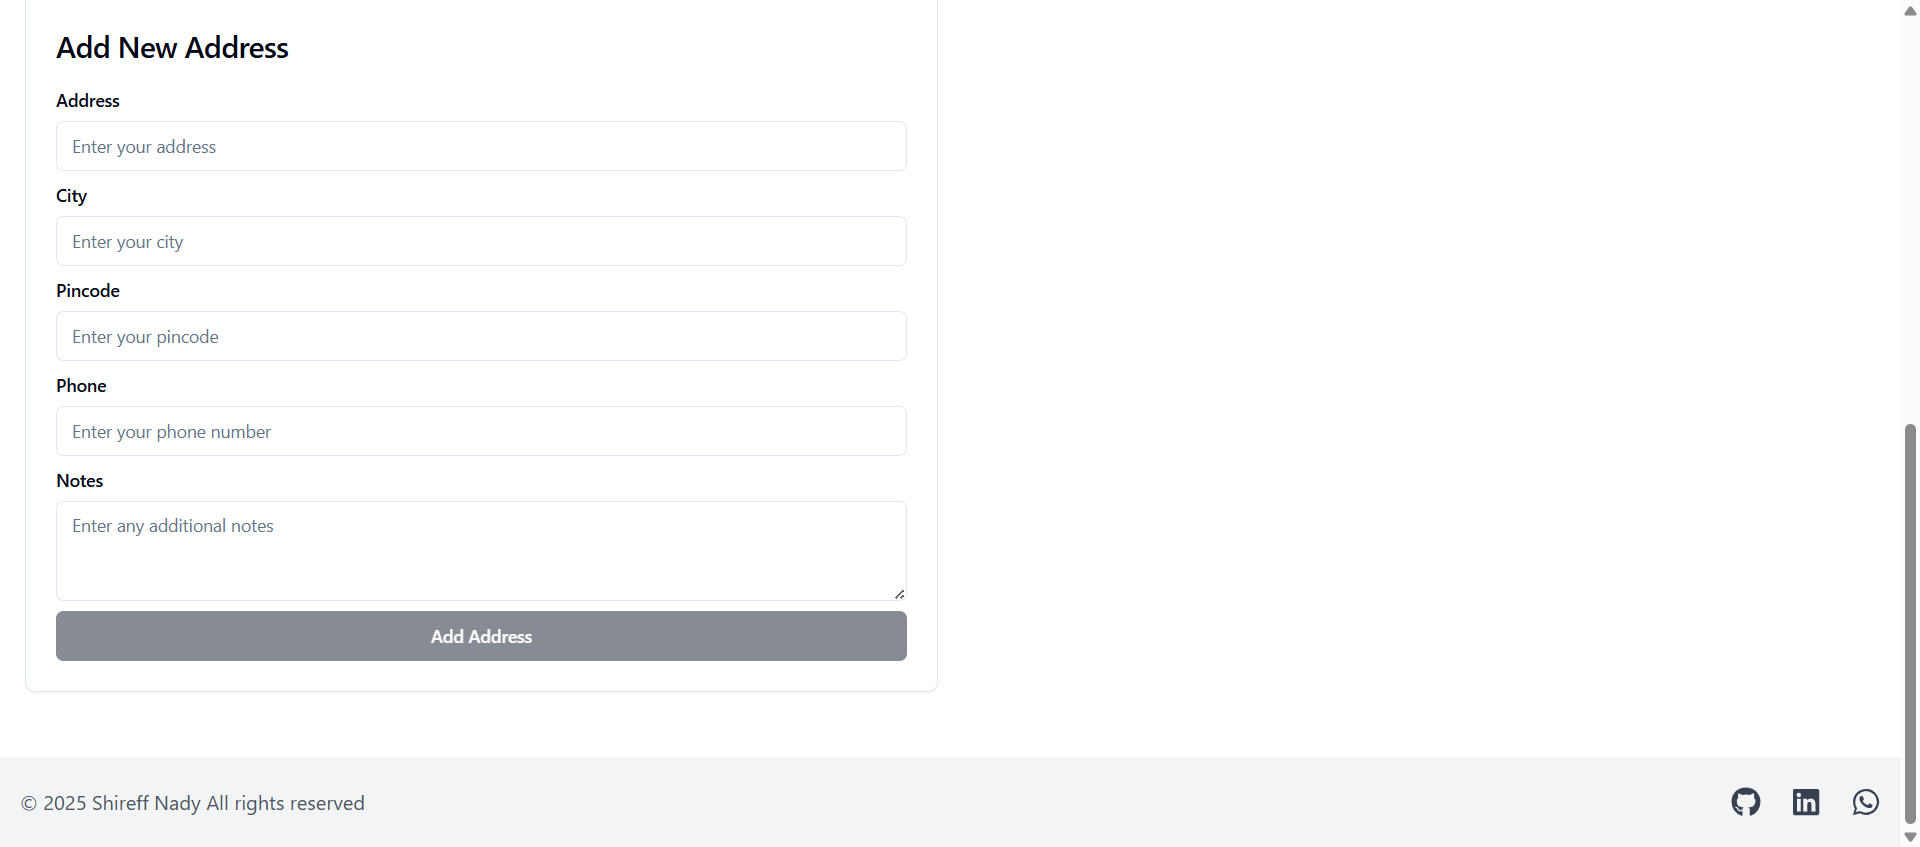 Add New Address
Address
Enter your address
City
Enter your city
Pincode
Enter your pincode
Phone
Enter your phone number
Notes
Enter any additional notes
Add Address
© 2025 Shireff Nady All rights reserved